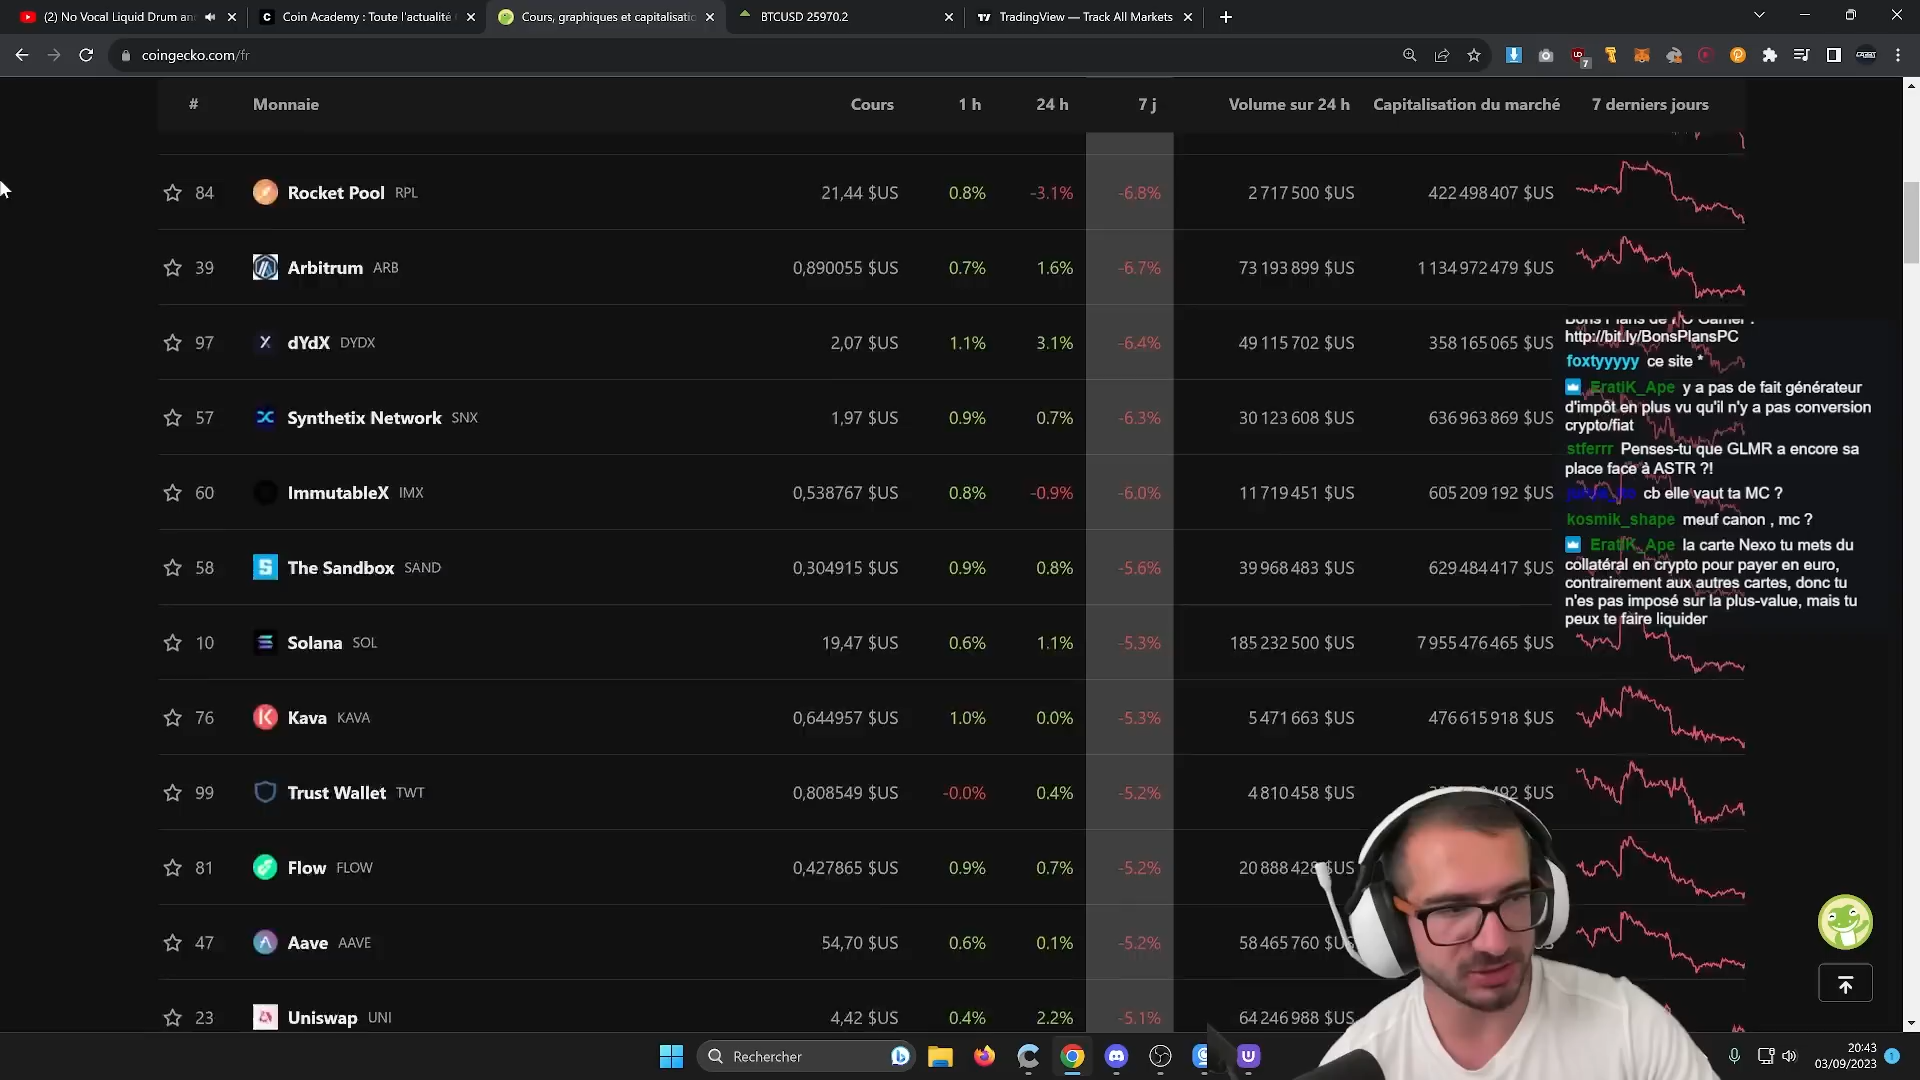 (2) No Vocal Liquid Drum an
Coin Academy : Toute l'actualité
Cours, graphiques et capitalisatio
BTCUSD 25970.2
TradingView — Track All Markets
coingecko.com/fr
7
# Monnaie Cours 1 h 24 h 7 j Volume sur 24 h Capitalisation du marché 7 derniers jours
84 Rocket Pool RPL 21,44 $US 0.8% -3.1% -6.8% 2 717 500 $US 422 498 407 $US
39 Arbitrum ARB 0,890055 $US 0.7% 1.6% -6.7% 73 193 899 $US 1 134 972 479 $US
97 dYdX DYDX 2,07 $US 1.1% 3.1% -6.4% 49 115 702 $US 358 165 065 $US
57 Synthetix Network SNX 1,97 $US 0.9% 0.7% -6.3% 30 123 608 $US 636 963 869 $US
60 ImmutableX IMX 0,538767 $US 0.8% -0.9% -6.0% 11 719 451 $US 605 209 192 $US
58 The Sandbox SAND 0,304915 $US 0.9% 0.8% -5.6% 39 968 483 $US 629 484 417 $US
10 Solana SOL 19,47 $US 0.6% 1.1% -5.3% 185 232 500 $US 7 955 476 465 $US
76 Kava KAVA 0,644957 $US 1.0% 0.0% -5.3% 5 471 663 $US 476 615 918 $US
99 Trust Wallet TWT 0,808549 $US -0.0% 0.4% -5.2% 4 810 458 $US 492 $US
81 Flow FLOW 0,427865 $US 0.9% 0.7% -5.2% 20 888 428 $US
47 Aave AAVE 54,70 $US 0.6% 0.1% -5.2% 58 465 760 $US
23 Uniswap UNI 4,42 $US 0.4% 2.2% -5.1% 64 246 988 $US
Bons Plans de PC Gamer :
http://bit.ly/BonsPlansPC
foxtyyyyy ce site *
EratiK_Ape y a pas de fait générateur
d'impôt en plus vu qu'il n'y a pas conversion
crypto/fiat
stferrr Penses-tu que GLMR a encore sa
place face à ASTR ?!
cb elle vaut ta MC ?
kosmik_shape meuf canon , mc ?
EratiK_Ape la carte Nexo tu mets du
collatéral en crypto pour payer en euro,
contrairement aux autres cartes, donc tu
n'es pas imposé sur la plus-value, mais tu
peux te faire liquider
Rechercher
20:43
03/09/2023
1